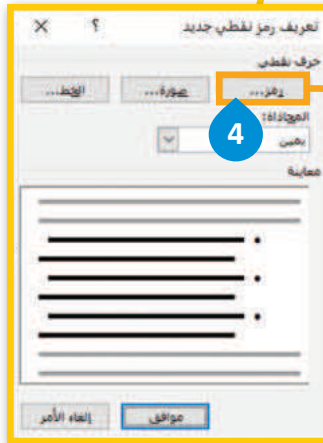 تعريف رمز نقطي جديد ؟ ×
حرف نقطي
رمز... صورة... الخط...
المحاذاة:
يمين
4
معاينة
موافق إلغاء الأمر